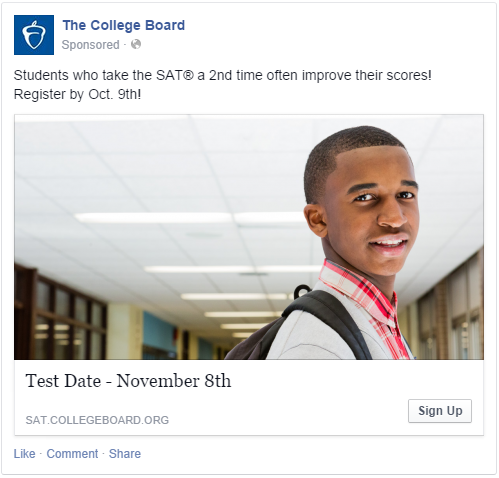 The College Board
Sponsored ·
Students who take the SAT® a 2nd time often improve their scores!
Register by Oct. 9th!
Test Date - November 8th
SAT.COLLEGEBOARD.ORG
Sign Up
Like · Comment · Share